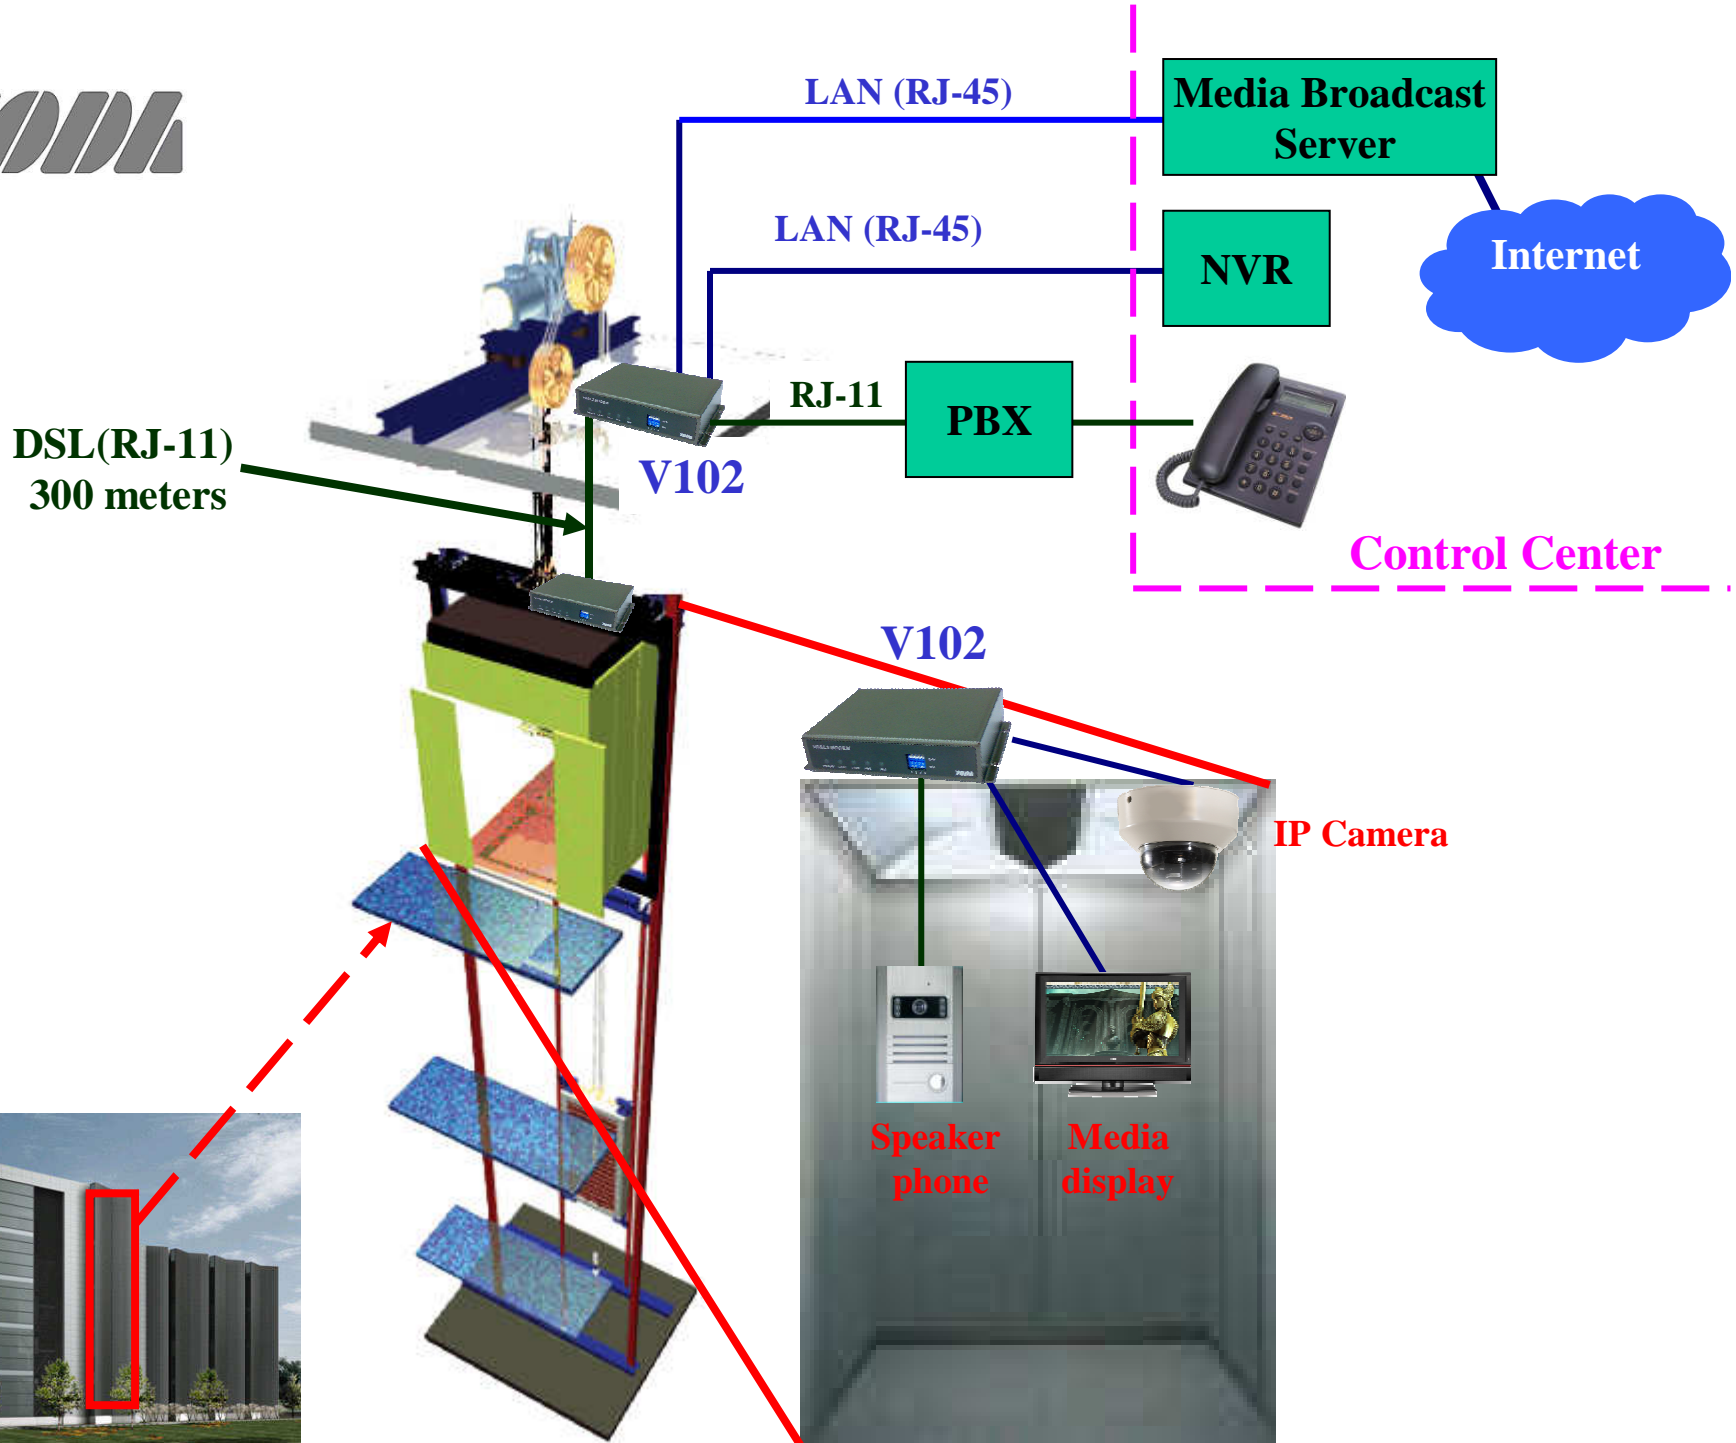 LAN (RJ-45)
Media Broadcast
Server
LAN (RJ-45)
NVR
Internet
RJ-11
PBX
DSL(RJ-11)
300 meters
V102
Control Center
V102
IP Camera
Speaker
phone
Media
display